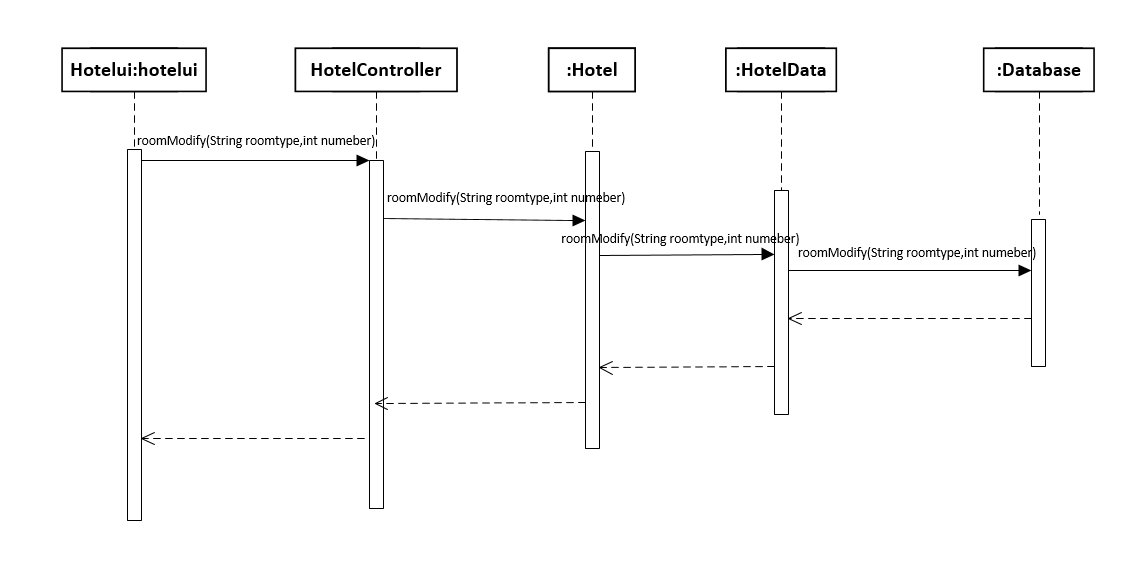 Hotelui:hotelui
HotelController
:Hotel
:HotelData
:Database
roomModify(String roomtype,int numeber)
roomModify(String roomtype,int numeber)
roomModify(String roomtype,int numeber)
roomModify(String roomtype,int numeber)